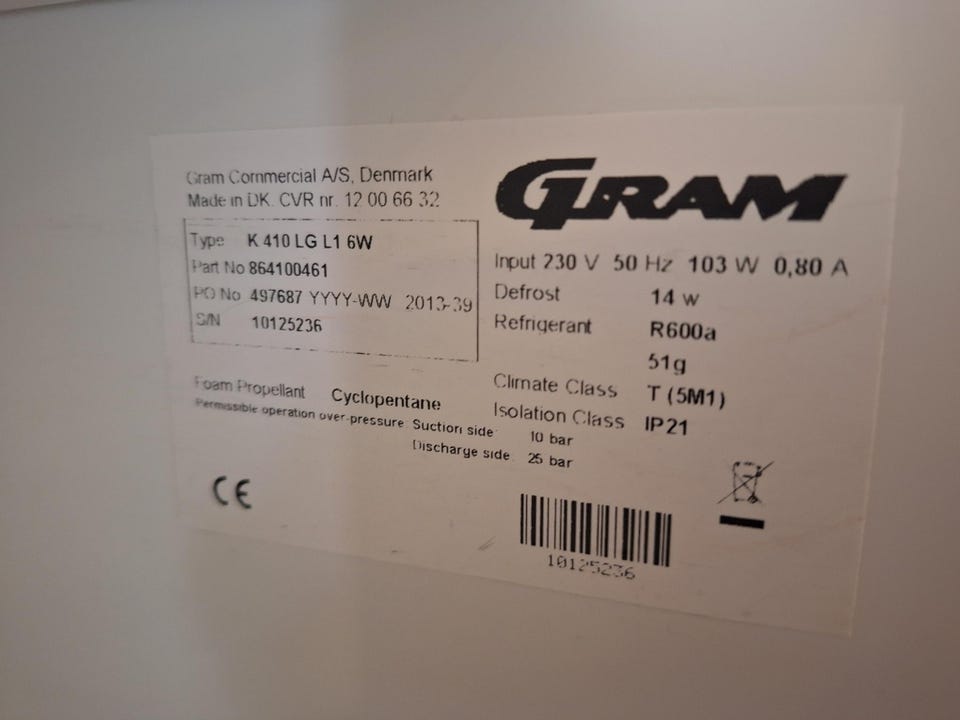 Gram Commercial A/S, Denmark
Made in DK. CVR nr. 12 00 66 32
GRAM
Type K 410 LG L1 6W
Part No 864100461
PO No 497687 YYYY-WW 2013-39
S/N 10125236
Input 230 V 50 Hz 103 W 0,80 A
Defrost 14 w
Refrigerant R600a
51g
Climate Class T (5M1)
Isolation Class IP21
Foam Propellant Cyclopentane
Permissible operation over-pressure Suction side 10 bar
Discharge side 25 bar
CE
10125236